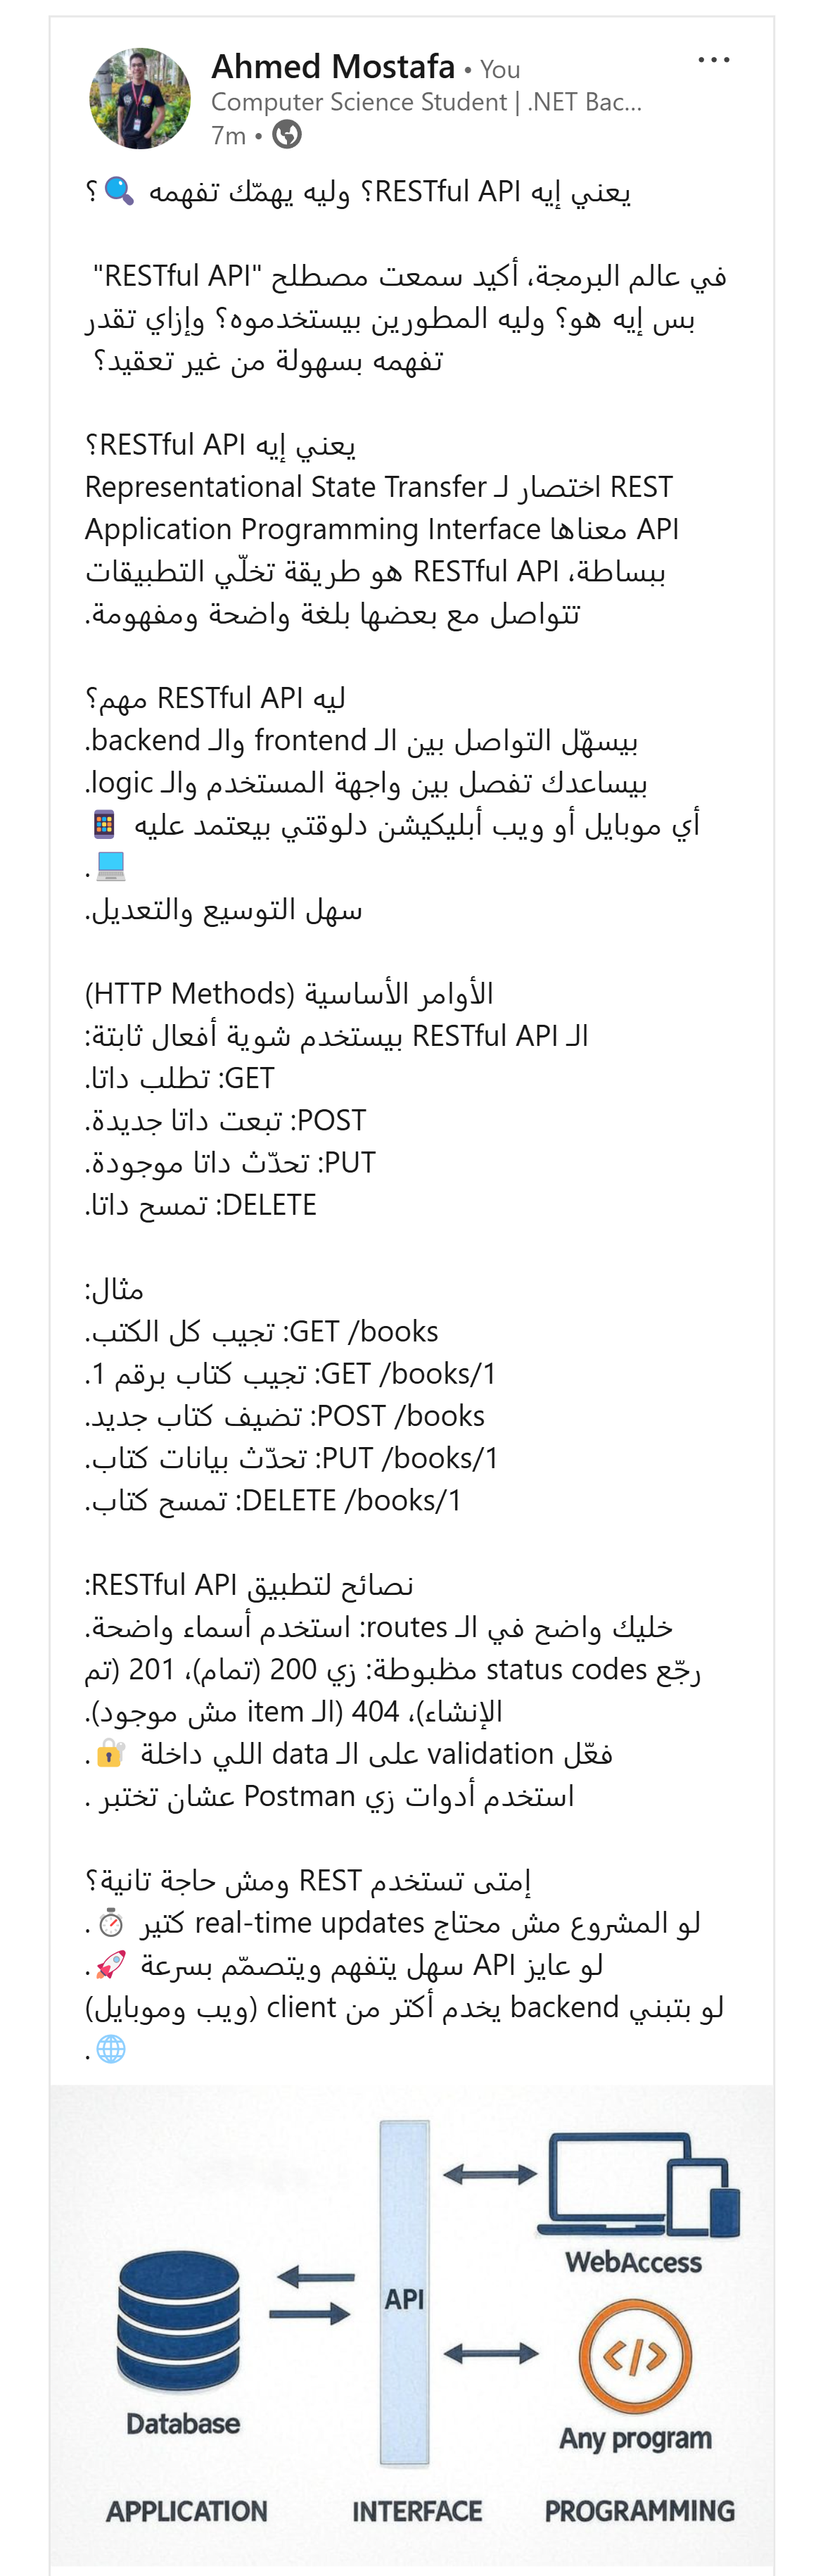 Ahmed Mostafa • You
Computer Science Student | .NET Bac...
7m •
يعني إيه RESTful API؟ وليه يهمّك تفهمه 🔍؟
في عالم البرمجة، أكيد سمعت مصطلح "RESTful API"
بس إيه هو؟ وليه المطورين بيستخدموه؟ وإزاي تقدر
تفهمه بسهولة من غير تعقيد؟
يعني إيه RESTful API؟
REST اختصار لـ Representational State Transfer
API معناها Application Programming Interface
ببساطة، RESTful API هو طريقة تخلّي التطبيقات
تتواصل مع بعضها بلغة واضحة ومفهومة.
ليه RESTful API مهم؟
بيسهّل التواصل بين الـ frontend والـ backend.
بيساعدك تفصل بين واجهة المستخدم والـ logic.
أي موبايل أو ويب أبليكيشن دلوقتي بيعتمد عليه 📱
💻.
سهل التوسيع والتعديل.
الأوامر الأساسية (HTTP Methods)
الـ RESTful API بيستخدم شوية أفعال ثابتة:
GET: تطلب داتا.
POST: تبعت داتا جديدة.
PUT: تحدّث داتا موجودة.
DELETE: تمسح داتا.
مثال:
GET /books: تجيب كل الكتب.
GET /books/1: تجيب كتاب برقم 1.
POST /books: تضيف كتاب جديد.
PUT /books/1: تحدّث بيانات كتاب.
DELETE /books/1: تمسح كتاب.
نصائح لتطبيق RESTful API:
خليك واضح في الـ routes: استخدم أسماء واضحة.
رجّع status codes مظبوطة: زي 200 (تمام)، 201 (تم
الإنشاء)، 404 (الـ item مش موجود).
فعّل validation على الـ data اللي داخلة 🔐.
استخدم أدوات زي Postman عشان تختبر .
إمتى تستخدم REST ومش حاجة تانية؟
لو المشروع مش محتاج real-time updates كتير ⏱.
لو عايز API سهل يتفهم ويتصمّم بسرعة 🚀.
لو بتبني backend يخدم أكتر من client (ويب وموبايل)
🌐.
WebAccess
API
Database
Any program
APPLICATION INTERFACE PROGRAMMING